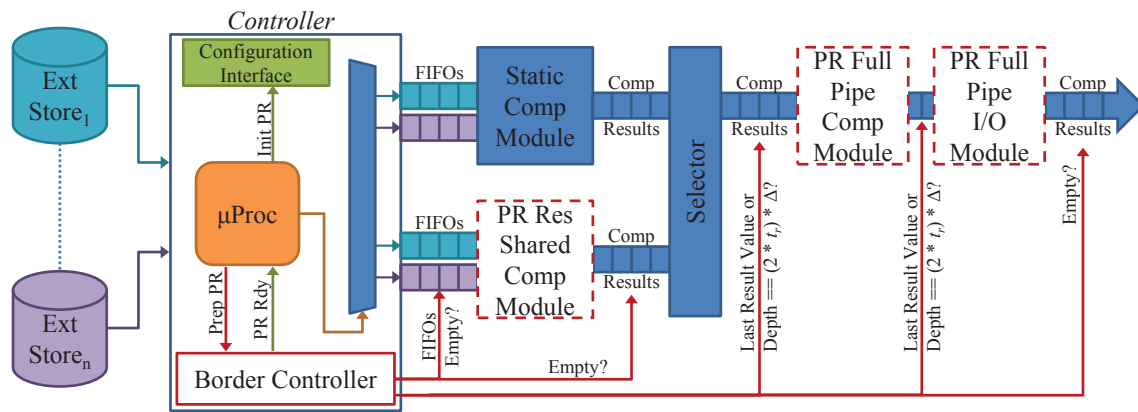 Controller
Ext
Store1
Ext
Storen
Configuration
Interface
Init PR
μProc
Prep PR
PR Rdy
Border Controller
FIFOs
Static
Comp
Module
Comp
Results
FIFOs
PR Res
Shared
Comp
Module
Comp
Results
FIFOs
Empty?
Empty?
Selector
Comp
Results
Last Result Value or
Depth == (2 * tr) * Δ?
PR Full
Pipe
Comp
Module
Last Result Value or
Depth == (2 * tr) * Δ?
PR Full
Pipe
I/O
Module
Comp
Results
Empty?